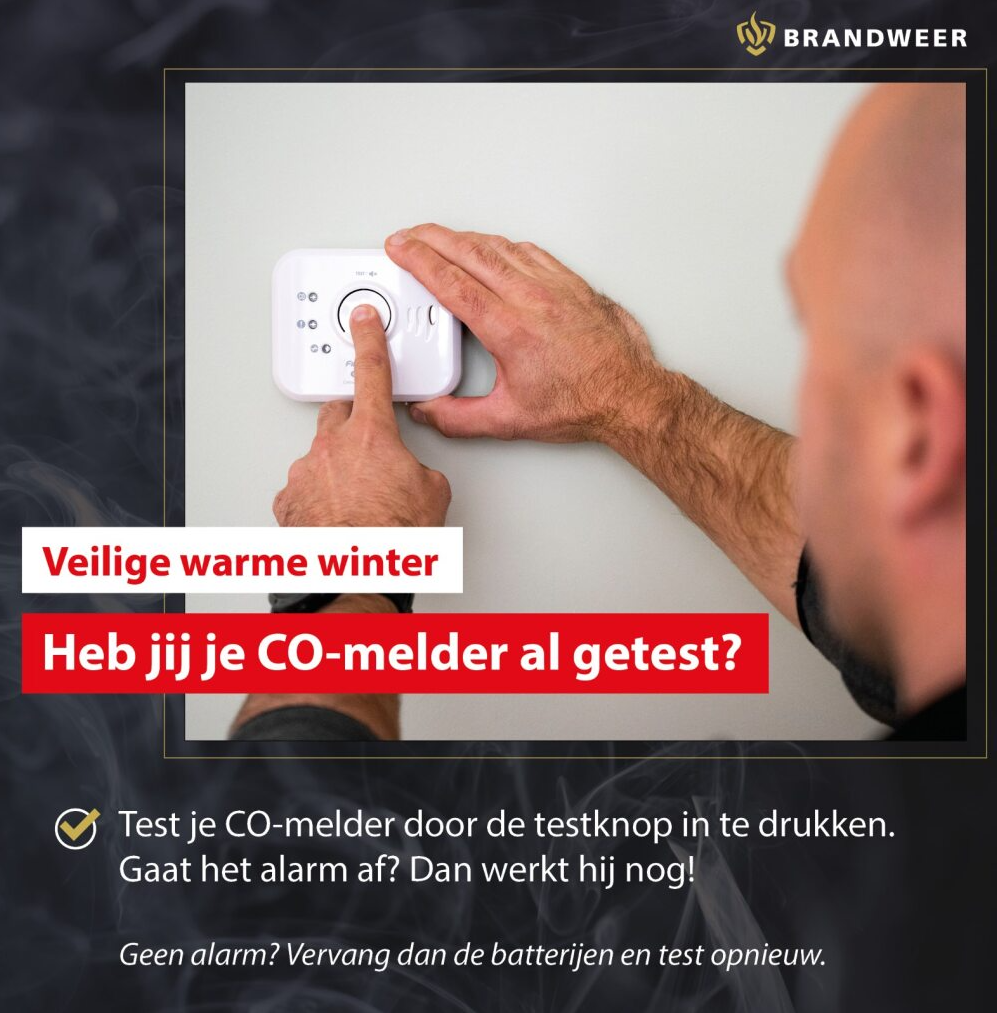 BRANDWEER
TEST
Veilige warme winter
Heb jij je CO-melder al getest?
Test je CO-melder door de testknop in te drukken.
Gaat het alarm af? Dan werkt hij nog!
Geen alarm? Vervang dan de batterijen en test opnieuw.